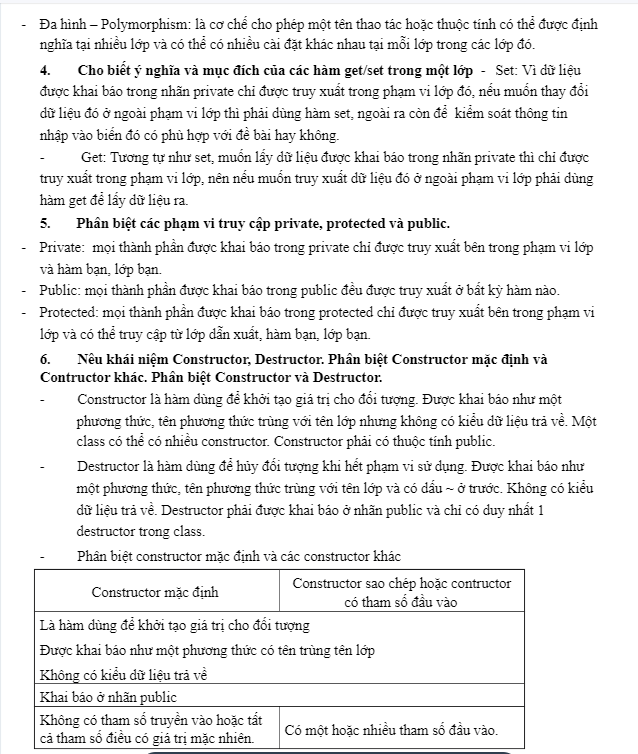 - Đa hình – Polymorphism: là cơ chế cho phép một tên thao tác hoặc thuộc tính có thể được định
nghĩa tại nhiều lớp và có thể có nhiều cài đặt khác nhau tại mỗi lớp trong các lớp đó.
4. Cho biết ý nghĩa và mục đích của các hàm get/set trong một lớp - Set: Vì dữ liệu
được khai báo trong nhãn private chỉ được truy xuất trong phạm vi lớp đó, nếu muốn thay đổi
dữ liệu đó ở ngoài phạm vi lớp thì phải dùng hàm set, ngoài ra còn để kiểm soát thông tin
nhập vào biến đó có phù hợp với đề bài hay không.
- Get: Tương tự như set, muốn lấy dữ liệu được khai báo trong nhãn private thì chỉ được
truy xuất trong phạm vi lớp, nên nếu muốn truy xuất dữ liệu đó ở ngoài phạm vi lớp phải dùng
hàm get để lấy dữ liệu ra.
5. Phân biệt các phạm vi truy cập private, protected và public.
- Private: mọi thành phần được khai báo trong private chỉ được truy xuất bên trong phạm vi lớp
và hàm bạn, lớp bạn.
- Public: mọi thành phần được khai báo trong public đều được truy xuất ở bất kỳ hàm nào.
- Protected: mọi thành phần được khai báo trong protected chỉ được truy xuất bên trong phạm vi
lớp và có thể truy cập từ lớp dẫn xuất, hàm bạn, lớp bạn.
6. Nêu khái niệm Constructor, Destructor. Phân biệt Constructor mặc định và
Contructor khác. Phân biệt Constructor và Destructor.
- Constructor là hàm dùng để khởi tạo giá trị cho đối tượng. Được khai báo như một
phương thức, tên phương thức trùng với tên lớp nhưng không có kiểu dữ liệu trả về. Một
class có thể có nhiều constructor. Constructor phải có thuộc tính public.
- Destructor là hàm dùng để hủy đối tượng khi hết phạm vi sử dụng. Được khai báo như
một phương thức, tên phương thức trùng với tên lớp và có dấu ~ ở trước. Không có kiểu
dữ liệu trả về. Destructor phải được khai báo ở nhãn public và chỉ có duy nhất 1
destructor trong class.
- Phân biệt constructor mặc định và các constructor khác
Constructor mặc định
Constructor sao chép hoặc contructor
có tham số đầu vào
Là hàm dùng để khởi tạo giá trị cho đối tượng
Được khai báo như một phương thức có tên trùng tên lớp
Không có kiểu dữ liệu trả về
Khai báo ở nhãn public
Không có tham số truyền vào hoặc tất
cả tham số điều có giá trị mặc nhiên.
Có một hoặc nhiều tham số đầu vào.